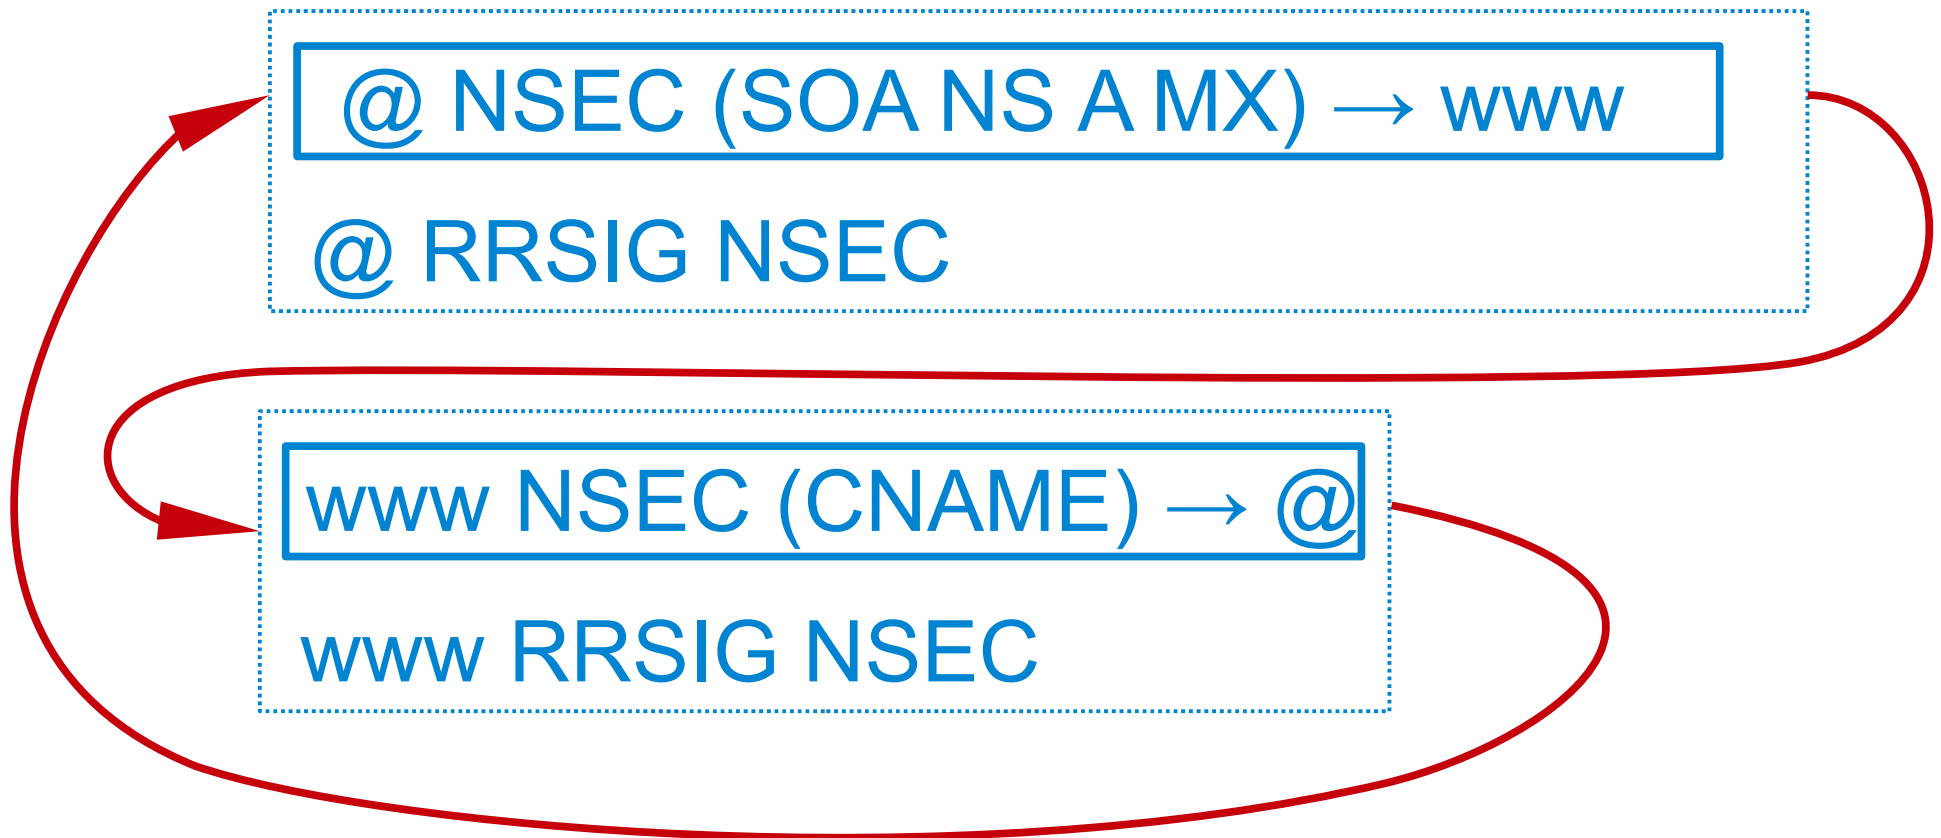 @ NSEC (SOA NS A MX) → www
@ RRSIG NSEC
www NSEC (CNAME) → @
www RRSIG NSEC